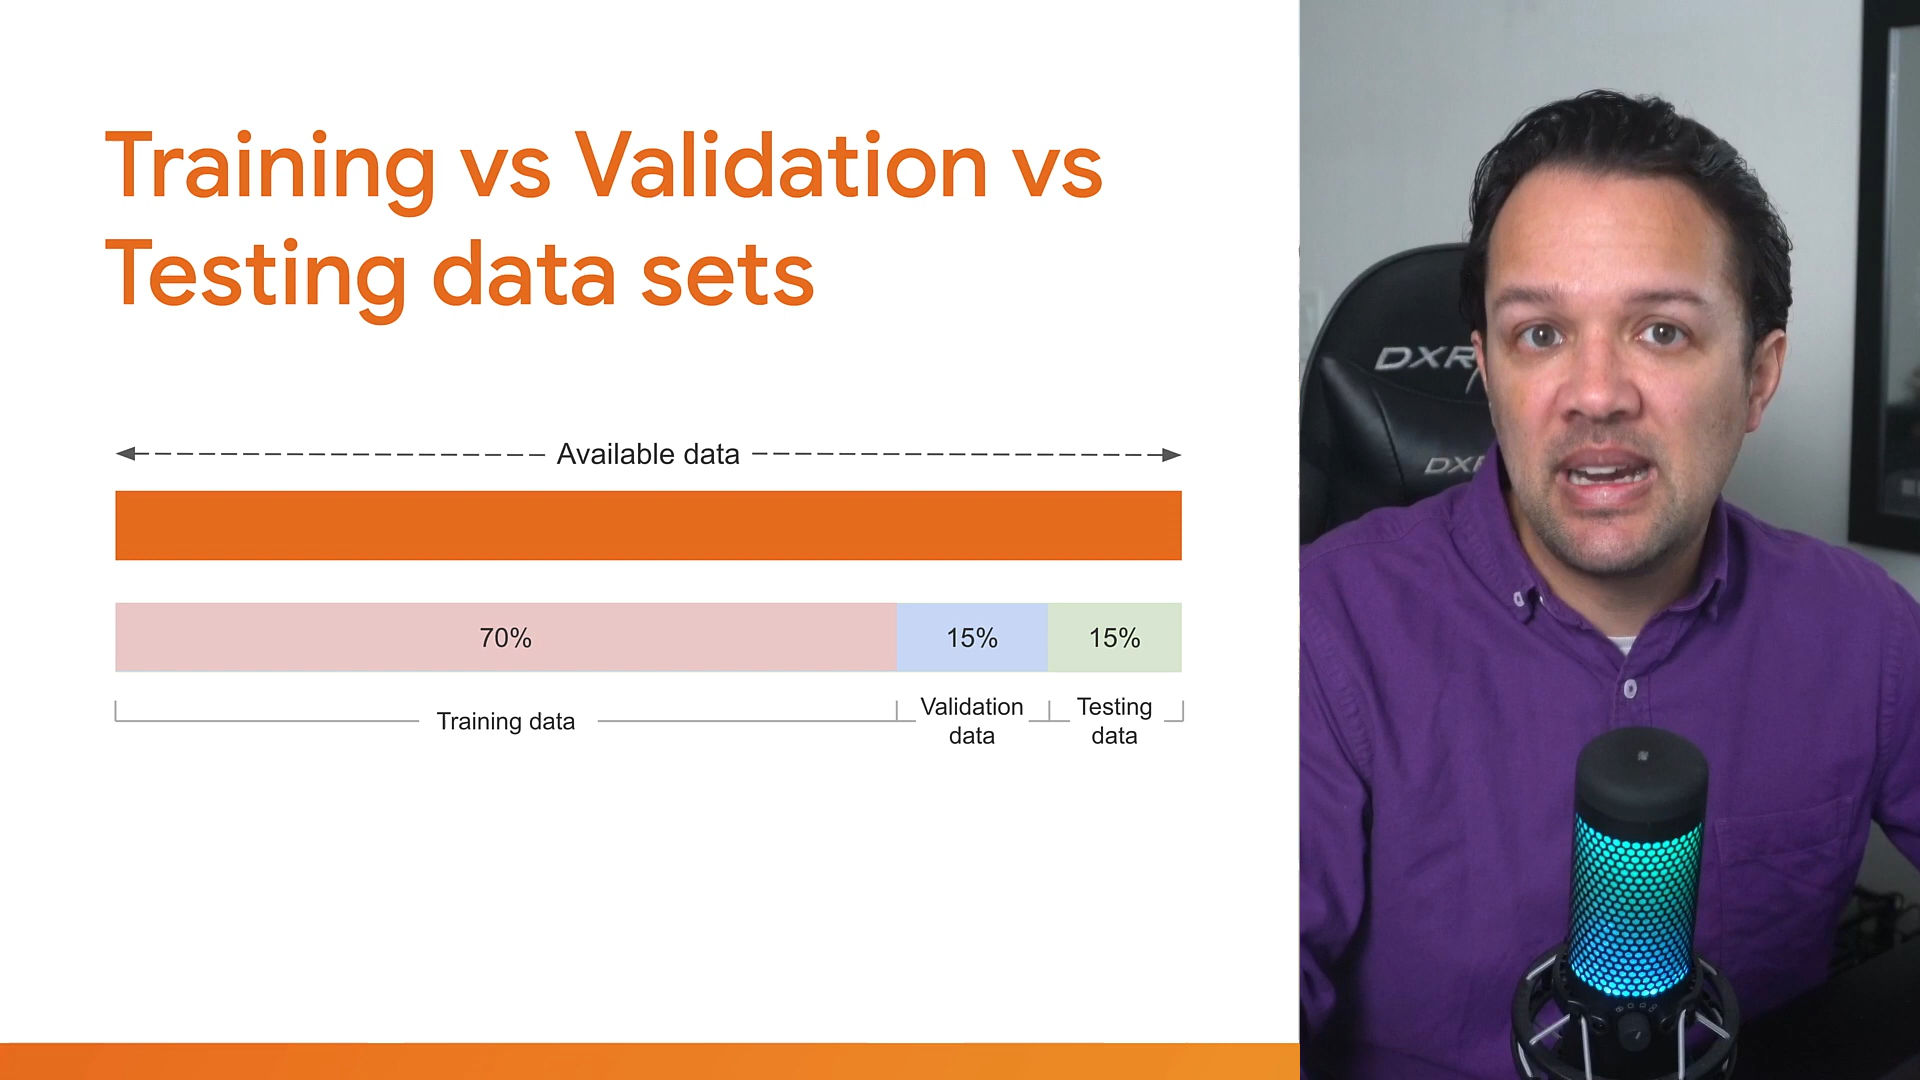 Training vs Validation vs
Testing data sets
Available data
70%
15%
15%
Training data
Validation
data
Testing
data
DXR
DX